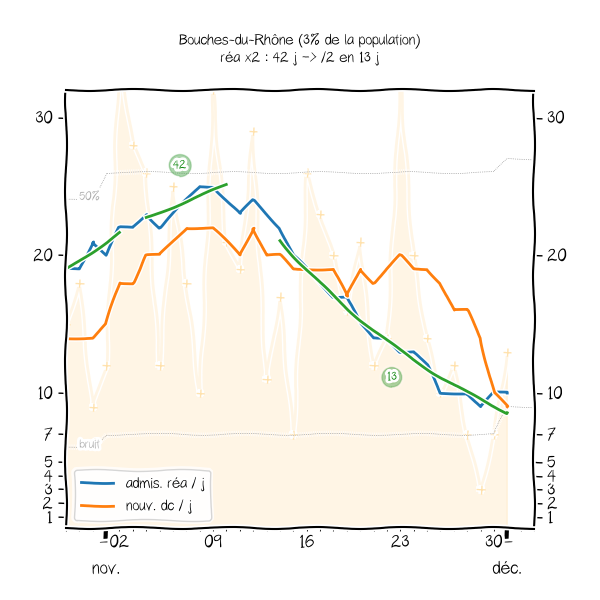 Bouches-du-Rhône (3% de la population)
réa x2 : 42 j -> /2 en 13 j
30 30
42
50%
20 20
13
10 10
7 7
bruit
5 5
4 4
3 3
2 2
1 1
admis. réa / j
nouv. dc / j
02 09 16 23 30
nov. déc.